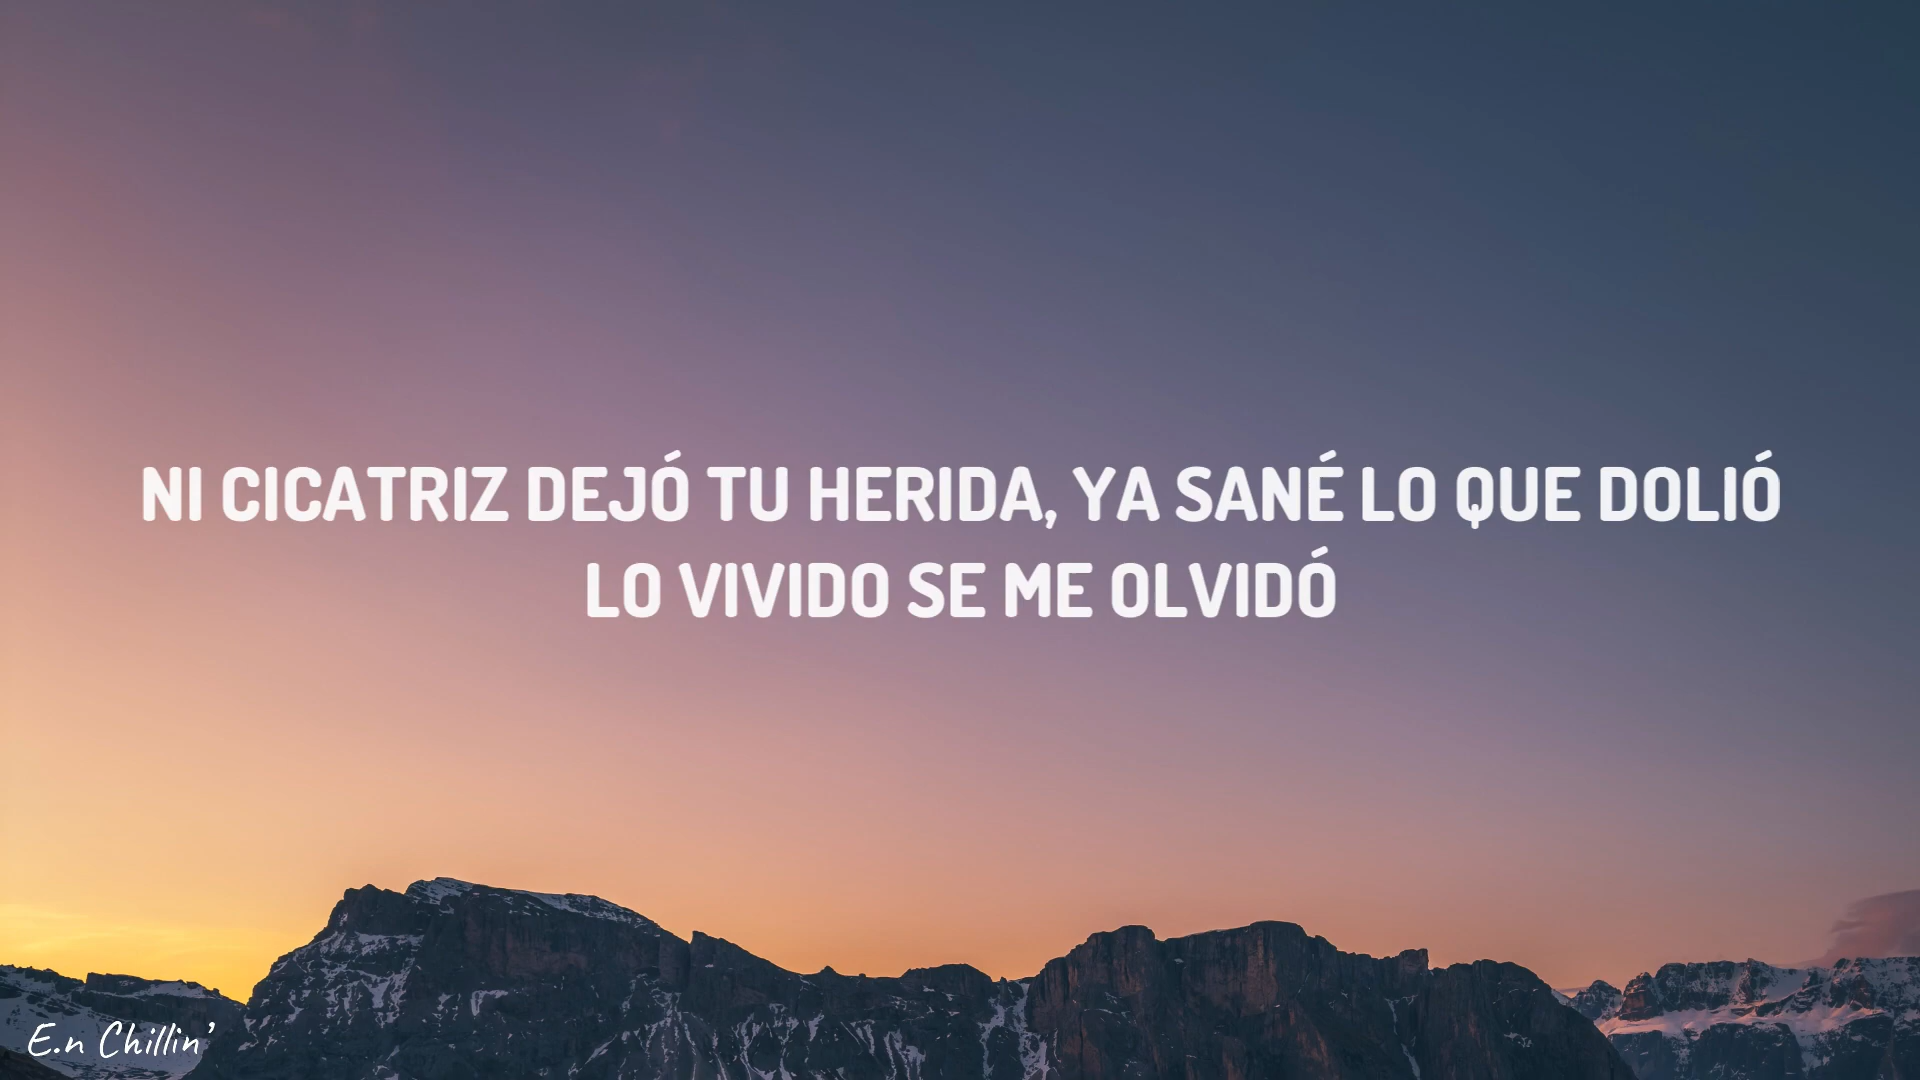 NI CICATRIZ DEJÓ TU HERIDA, YA SANÉ LO QUE DOLIÓ
LO VIVIDO SE ME OLVIDÓ
E.n Chillin'